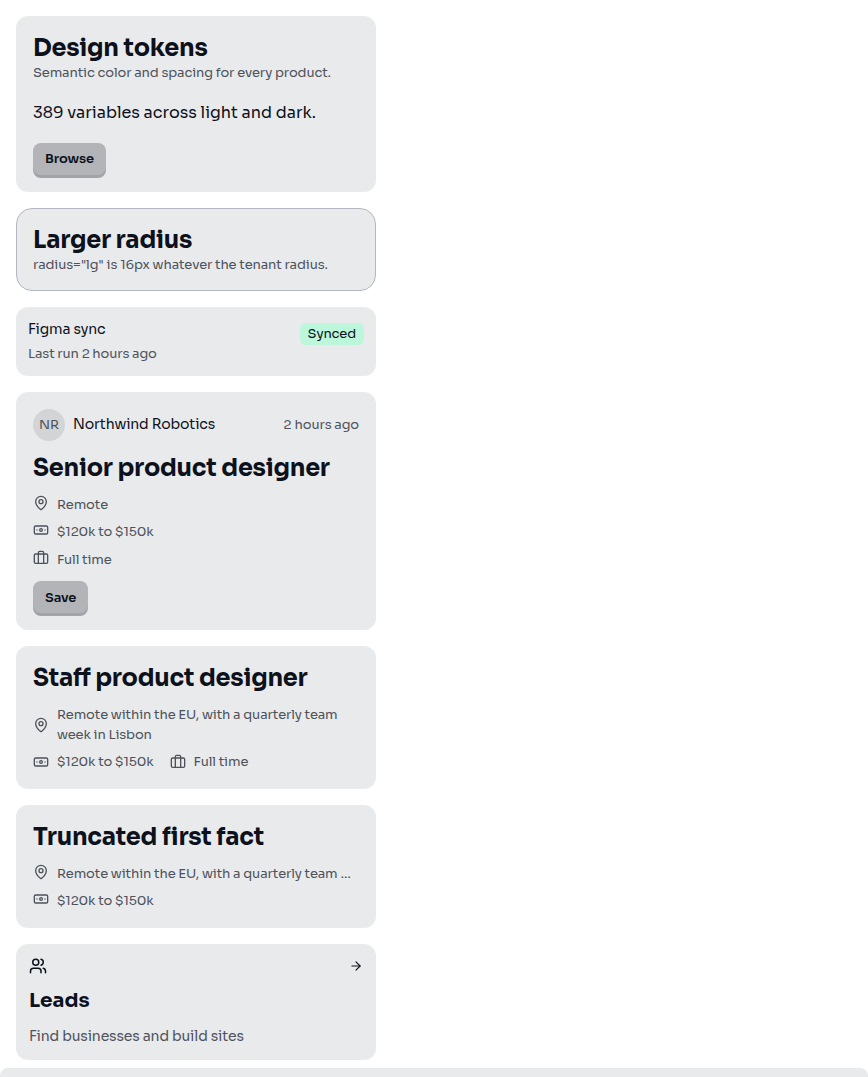 Design tokens
Semantic color and spacing for every product.
389 variables across light and dark.
Browse
Larger radius
radius="lg" is 16px whatever the tenant radius.
Figma sync
Synced
Last run 2 hours ago
NR Northwind Robotics 2 hours ago
Senior product designer
Remote
$120k to $150k
Full time
Save
Staff product designer
Remote within the EU, with a quarterly team
week in Lisbon
$120k to $150k Full time
Truncated first fact
Remote within the EU, with a quarterly team ...
$120k to $150k
Leads
Find businesses and build sites